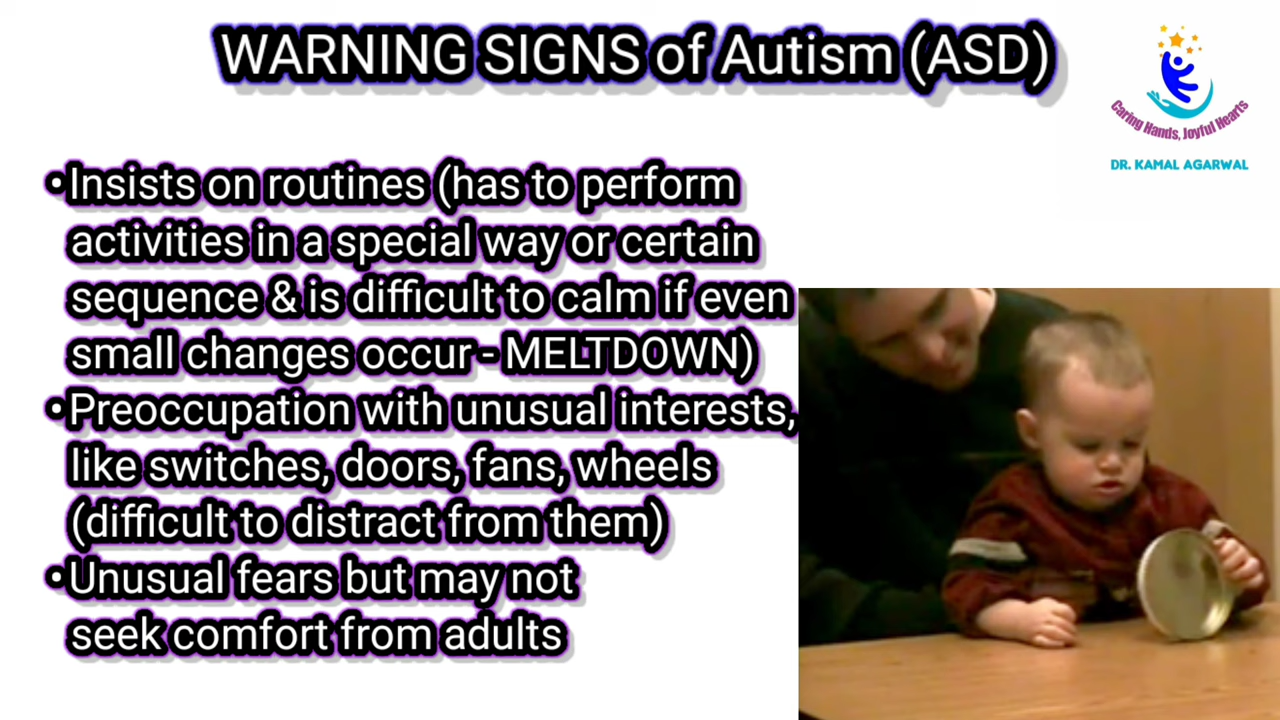 WARNING SIGNS of Autism (ASD)
Caring Hands, Joyful Hearts
DR. KAMAL AGARWAL
•Insists on routines (has to perform
activities in a special way or certain
sequence & is difficult to calm if even
small changes occur - MELTDOWN)
•Preoccupation with unusual interests,
like switches, doors, fans, wheels
(difficult to distract from them)
•Unusual fears but may not
seek comfort from adults